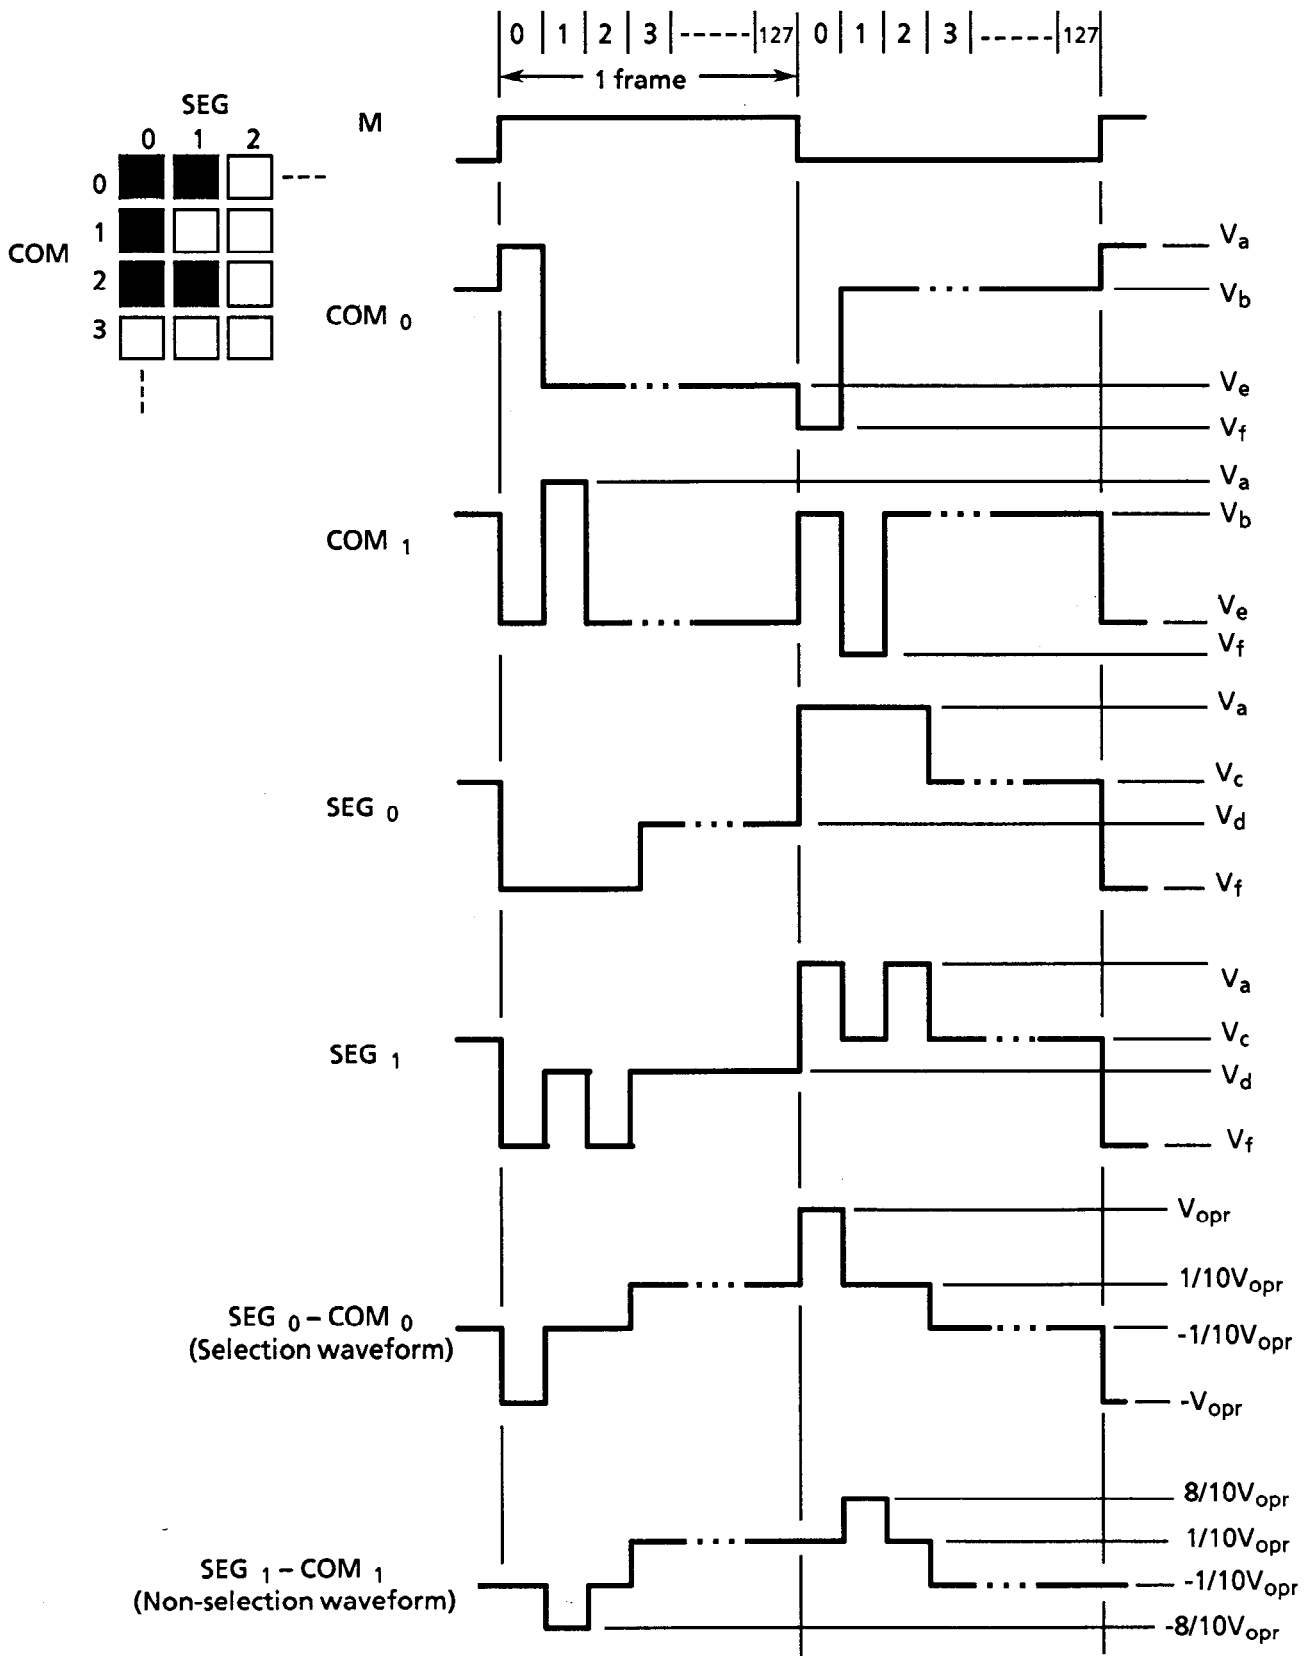 0 1 2 3 ------ 127 0 1 2 3 ------ 127
1 frame
SEG
0 1 2
M
0
1
COM
2
3
COM 0
Va
Vb
Ve
Vf
COM 1
Va
Vb
Ve
Vf
SEG 0
Va
Vc
Vd
Vf
SEG 1
Va
Vc
Vd
Vf
SEG 0 – COM 0
(Selection waveform)
Vopr
1/10Vopr
-1/10Vopr
-Vopr
SEG 1 – COM 1
(Non-selection waveform)
8/10Vopr
1/10Vopr
-1/10Vopr
-8/10Vopr